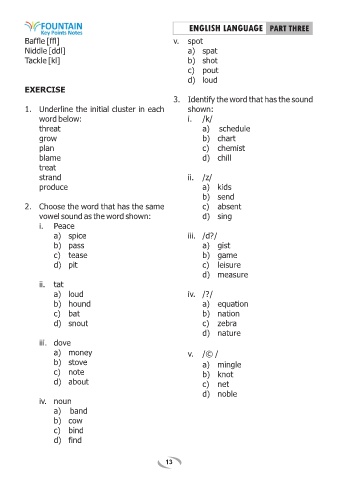 FOUNTAIN
Key Points Notes
ENGLISH LANGUAGE PART THREE
Baffle [ffl]
Niddle [ddl]
Tackle [kl]
EXERCISE
1. Underline the initial cluster in each
word below:
threat
grow
plan
blame
treat
strand
produce
2. Choose the word that has the same
vowel sound as the word shown:
i. Peace
a) spice
b) pass
c) tease
d) pit
ii. tat
a) loud
b) hound
c) bat
d) snout
iii. dove
a) money
b) stove
c) note
d) about
iv. noun
a) band
b) cow
c) bind
d) find
v. spot
a) spat
b) shot
c) pout
d) loud
3. Identify the word that has the sound
shown:
i. /k/
a) schedule
b) chart
c) chemist
d) chill
ii. /z/
a) kids
b) send
c) absent
d) sing
iii. /d?/
a) gist
b) game
c) leisure
d) measure
iv. /?/
a) equation
b) nation
c) zebra
d) nature
v. /© /
a) mingle
b) knot
c) net
d) noble
13